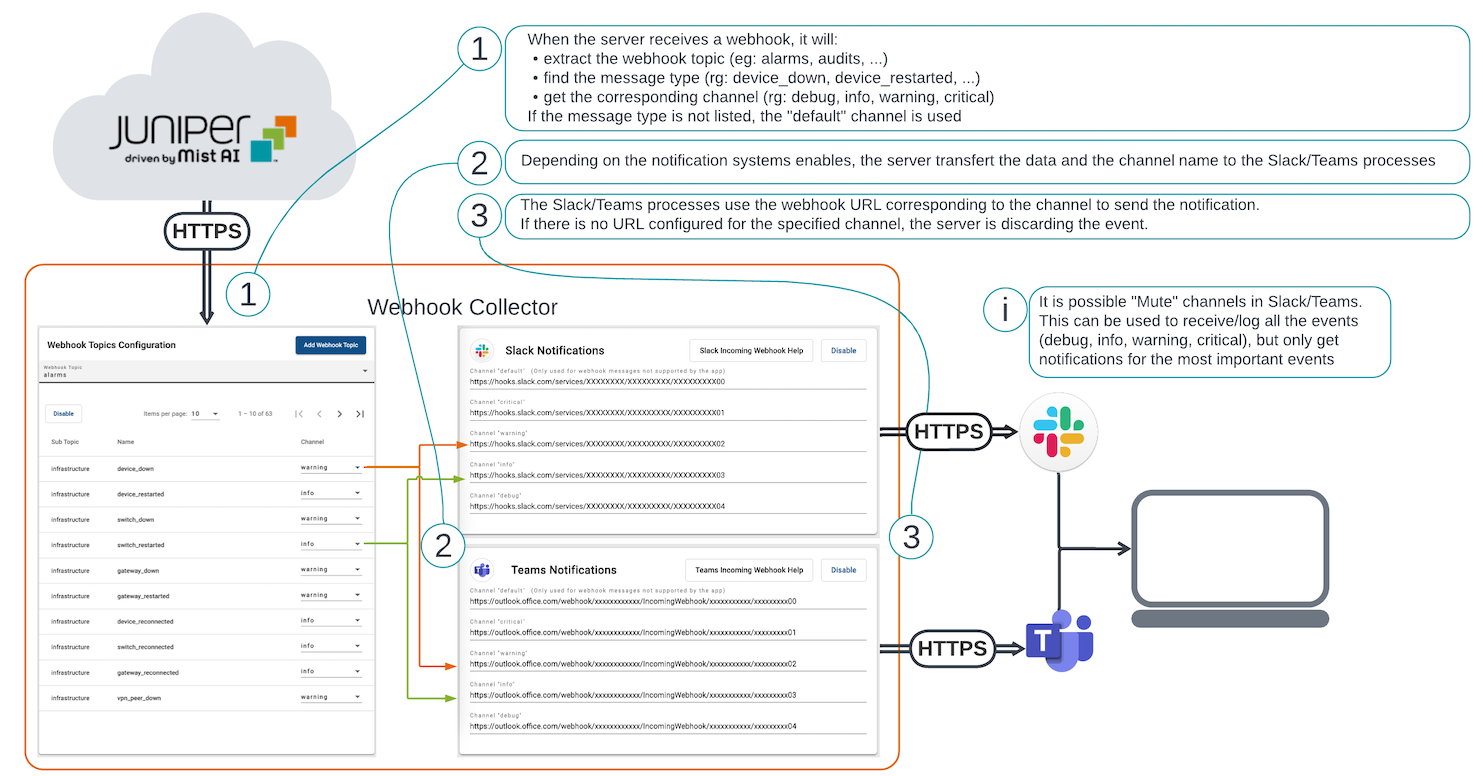 JUNIPer
driven by Mist AI
™
HTTPS
1
When the server receives a webhook, it will:
• extract the webhook topic (eg: alarms, audits, ...)
• find the message type (rg: device_down, device_restarted, ...)
• get the corresponding channel (rg: debug, info, warning, critical)
If the message type is not listed, the "default" channel is used
2
Depending on the notification systems enables, the server transfert the data and the channel name to the Slack/Teams processes
3
The Slack/Teams processes use the webhook URL corresponding to the channel to send the notification.
If there is no URL configured for the specified channel, the server is discarding the event.
i
It is possible "Mute" channels in Slack/Teams.
This can be used to receive/log all the events
(debug, info, warning, critical), but only get
notifications for the most important events
1
Webhook Collector
Webhook Topics Configuration
Add Webhook Topic
Webhook Topic
alarms
Disable
Items per page: 10
1 – 10 of 63
Sub Topic Name Channel
infrastructure device_down warning
infrastructure device_restarted info
infrastructure switch_down warning
infrastructure switch_restarted info
infrastructure gateway_down warning
infrastructure gateway_restarted warning
infrastructure device_reconnected info
infrastructure switch_reconnected info
infrastructure gateway_reconnected info
infrastructure vpn_peer_down warning
2
Slack Notifications
Slack Incoming Webhook Help
Disable
Channel "default" (Only used for webhook messages not supported by the app)
https://hooks.slack.com/services/XXXXXXXX/XXXXXXXXX/XXXXXXXXX00
Channel "critical"
https://hooks.slack.com/services/XXXXXXXX/XXXXXXXXX/XXXXXXXXX01
Channel "warning"
https://hooks.slack.com/services/XXXXXXXX/XXXXXXXXX/XXXXXXXXX02
Channel "info"
https://hooks.slack.com/services/XXXXXXXX/XXXXXXXXX/XXXXXXXXX03
Channel "debug"
https://hooks.slack.com/services/XXXXXXXX/XXXXXXXXX/XXXXXXXXX04
Teams Notifications
Teams Incoming Webhook Help
Disable
Channel "default" (Only used for webhook messages not supported by the app)
https://outlook.office.com/webhook/xxxxxxxxxxxx/IncomingWebhook/xxxxxxxxxxx/xxxxxxxxx00
Channel "critical"
https://outlook.office.com/webhook/xxxxxxxxxxxx/IncomingWebhook/xxxxxxxxxxx/xxxxxxxxx01
Channel "warning"
https://outlook.office.com/webhook/xxxxxxxxxxxx/IncomingWebhook/xxxxxxxxxxx/xxxxxxxxx02
Channel "info"
https://outlook.office.com/webhook/xxxxxxxxxxxx/IncomingWebhook/xxxxxxxxxxx/xxxxxxxxx03
Channel "debug"
https://outlook.office.com/webhook/xxxxxxxxxxxx/IncomingWebhook/xxxxxxxxxxx/xxxxxxxxx04
HTTPS
3
HTTPS
T